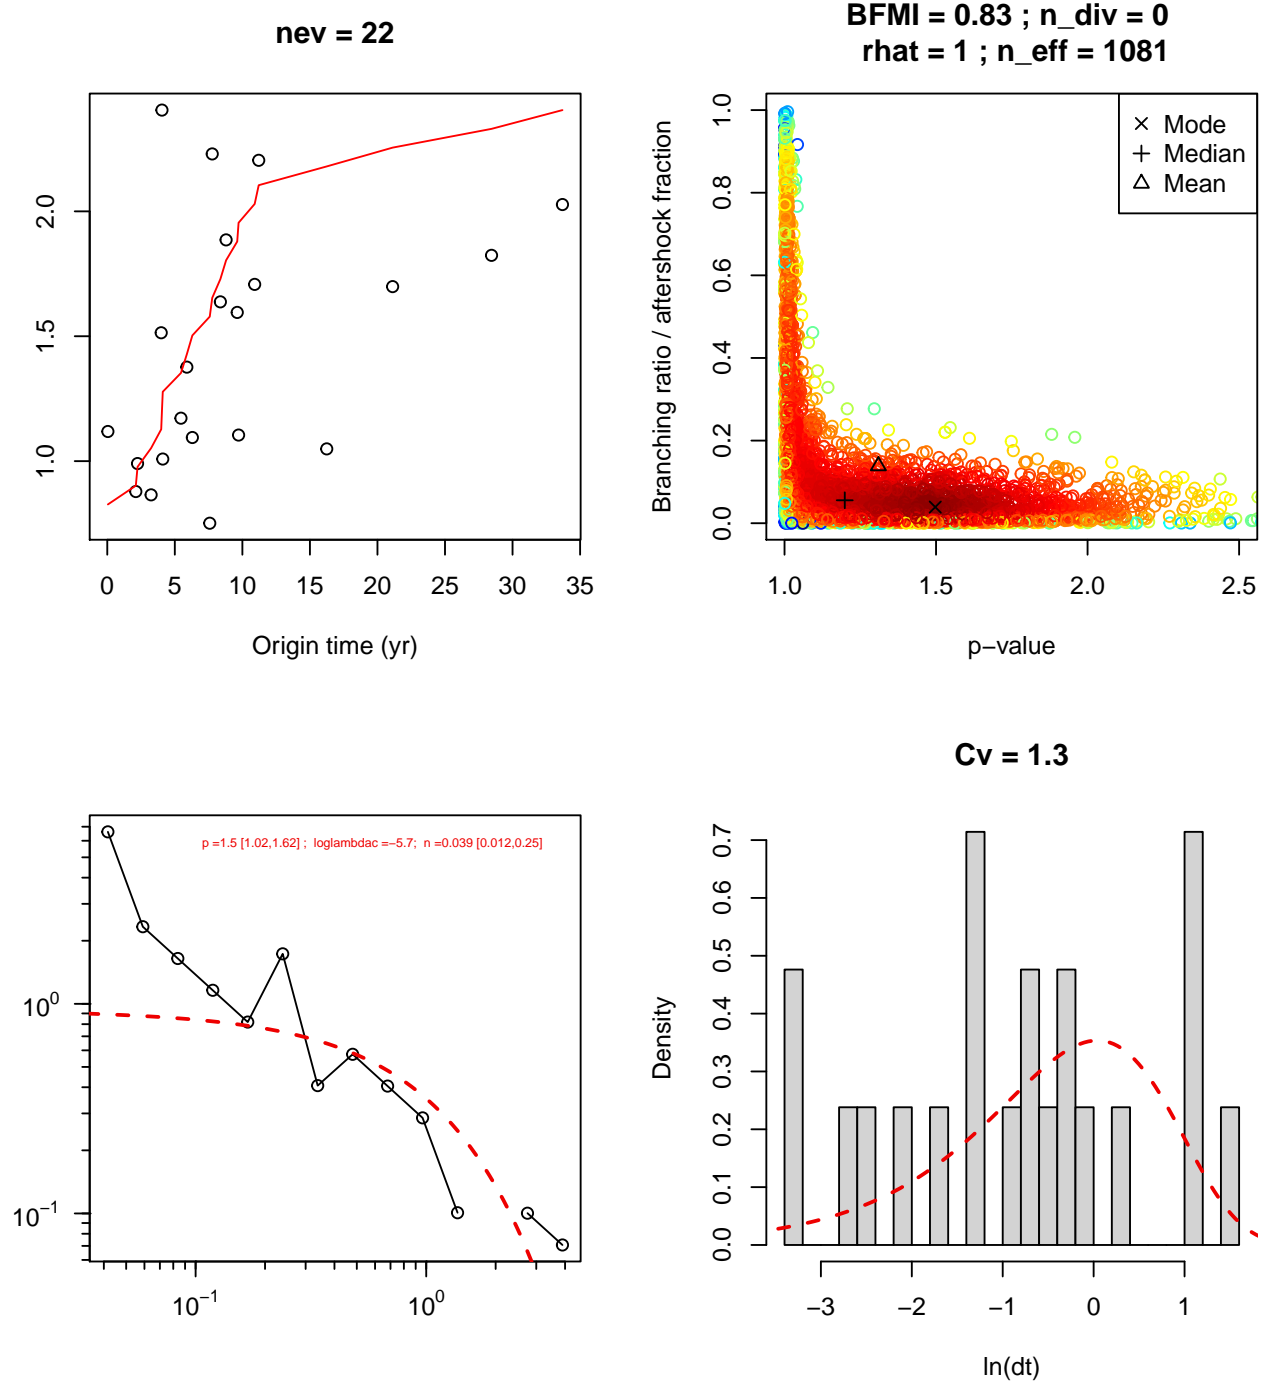 nev = 22
2.0
1.5
1.0
0 5 10 15 20 25 30 35
Origin time (yr)
BFMI = 0.83 ; n_div = 0
rhat = 1 ; n_eff = 1081
Branching ratio / aftershock fraction
1.0
0.8
0.6
0.4
0.2
0.0
Mode
Median
Mean
1.0 1.5 2.0 2.5
p−value
p =1.5 [1.02,1.62] ; loglambdac =−5.7; n =0.039 [0.012,0.25]
10^0
10^−1
10^−1 10^0
Cv = 1.3
Density
0.7
0.6
0.5
0.4
0.3
0.2
0.1
0.0
−3 −2 −1 0 1
ln(dt)